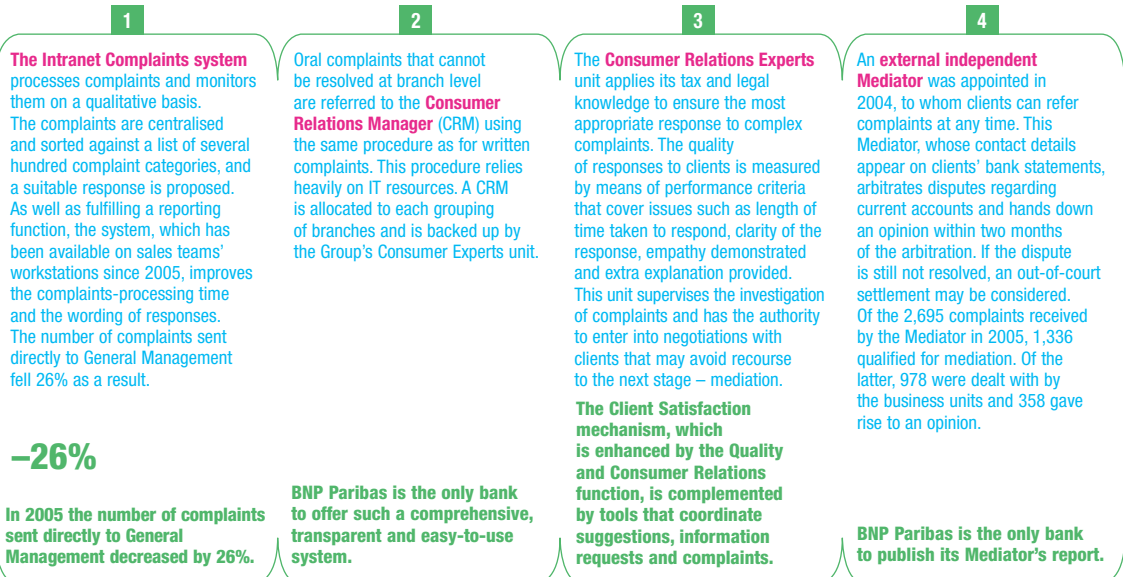 1
The Intranet Complaints system
processes complaints and monitors
them on a qualitative basis.
The complaints are centralised
and sorted against a list of several
hundred complaint categories, and
a suitable response is proposed.
As well as fulfilling a reporting
function, the system, which has
been available on sales teams’
workstations since 2005, improves
the complaints-processing time
and the wording of responses.
The number of complaints sent
directly to General Management
fell 26% as a result.
–26%
In 2005 the number of complaints
sent directly to General
Management decreased by 26%.
2
Oral complaints that cannot
be resolved at branch level
are referred to the Consumer
Relations Manager (CRM) using
the same procedure as for written
complaints. This procedure relies
heavily on IT resources. A CRM
is allocated to each grouping
of branches and is backed up by
the Group’s Consumer Experts unit.
BNP Paribas is the only bank
to offer such a comprehensive,
transparent and easy-to-use
system.
3
The Consumer Relations Experts
unit applies its tax and legal
knowledge to ensure the most
appropriate response to complex
complaints. The quality
of responses to clients is measured
by means of performance criteria
that cover issues such as length of
time taken to respond, clarity of the
response, empathy demonstrated
and extra explanation provided.
This unit supervises the investigation
of complaints and has the authority
to enter into negotiations with
clients that may avoid recourse
to the next stage – mediation.
The Client Satisfaction
mechanism, which
is enhanced by the Quality
and Consumer Relations
function, is complemented
by tools that coordinate
suggestions, information
requests and complaints.
4
An external independent
Mediator was appointed in
2004, to whom clients can refer
complaints at any time. This
Mediator, whose contact details
appear on clients’ bank statements,
arbitrates disputes regarding
current accounts and hands down
an opinion within two months
of the arbitration. If the dispute
is still not resolved, an out-of-court
settlement may be considered.
Of the 2,695 complaints received
by the Mediator in 2005, 1,336
qualified for mediation. Of the
latter, 978 were dealt with by
the business units and 358 gave
rise to an opinion.
BNP Paribas is the only bank
to publish its Mediator’s report.